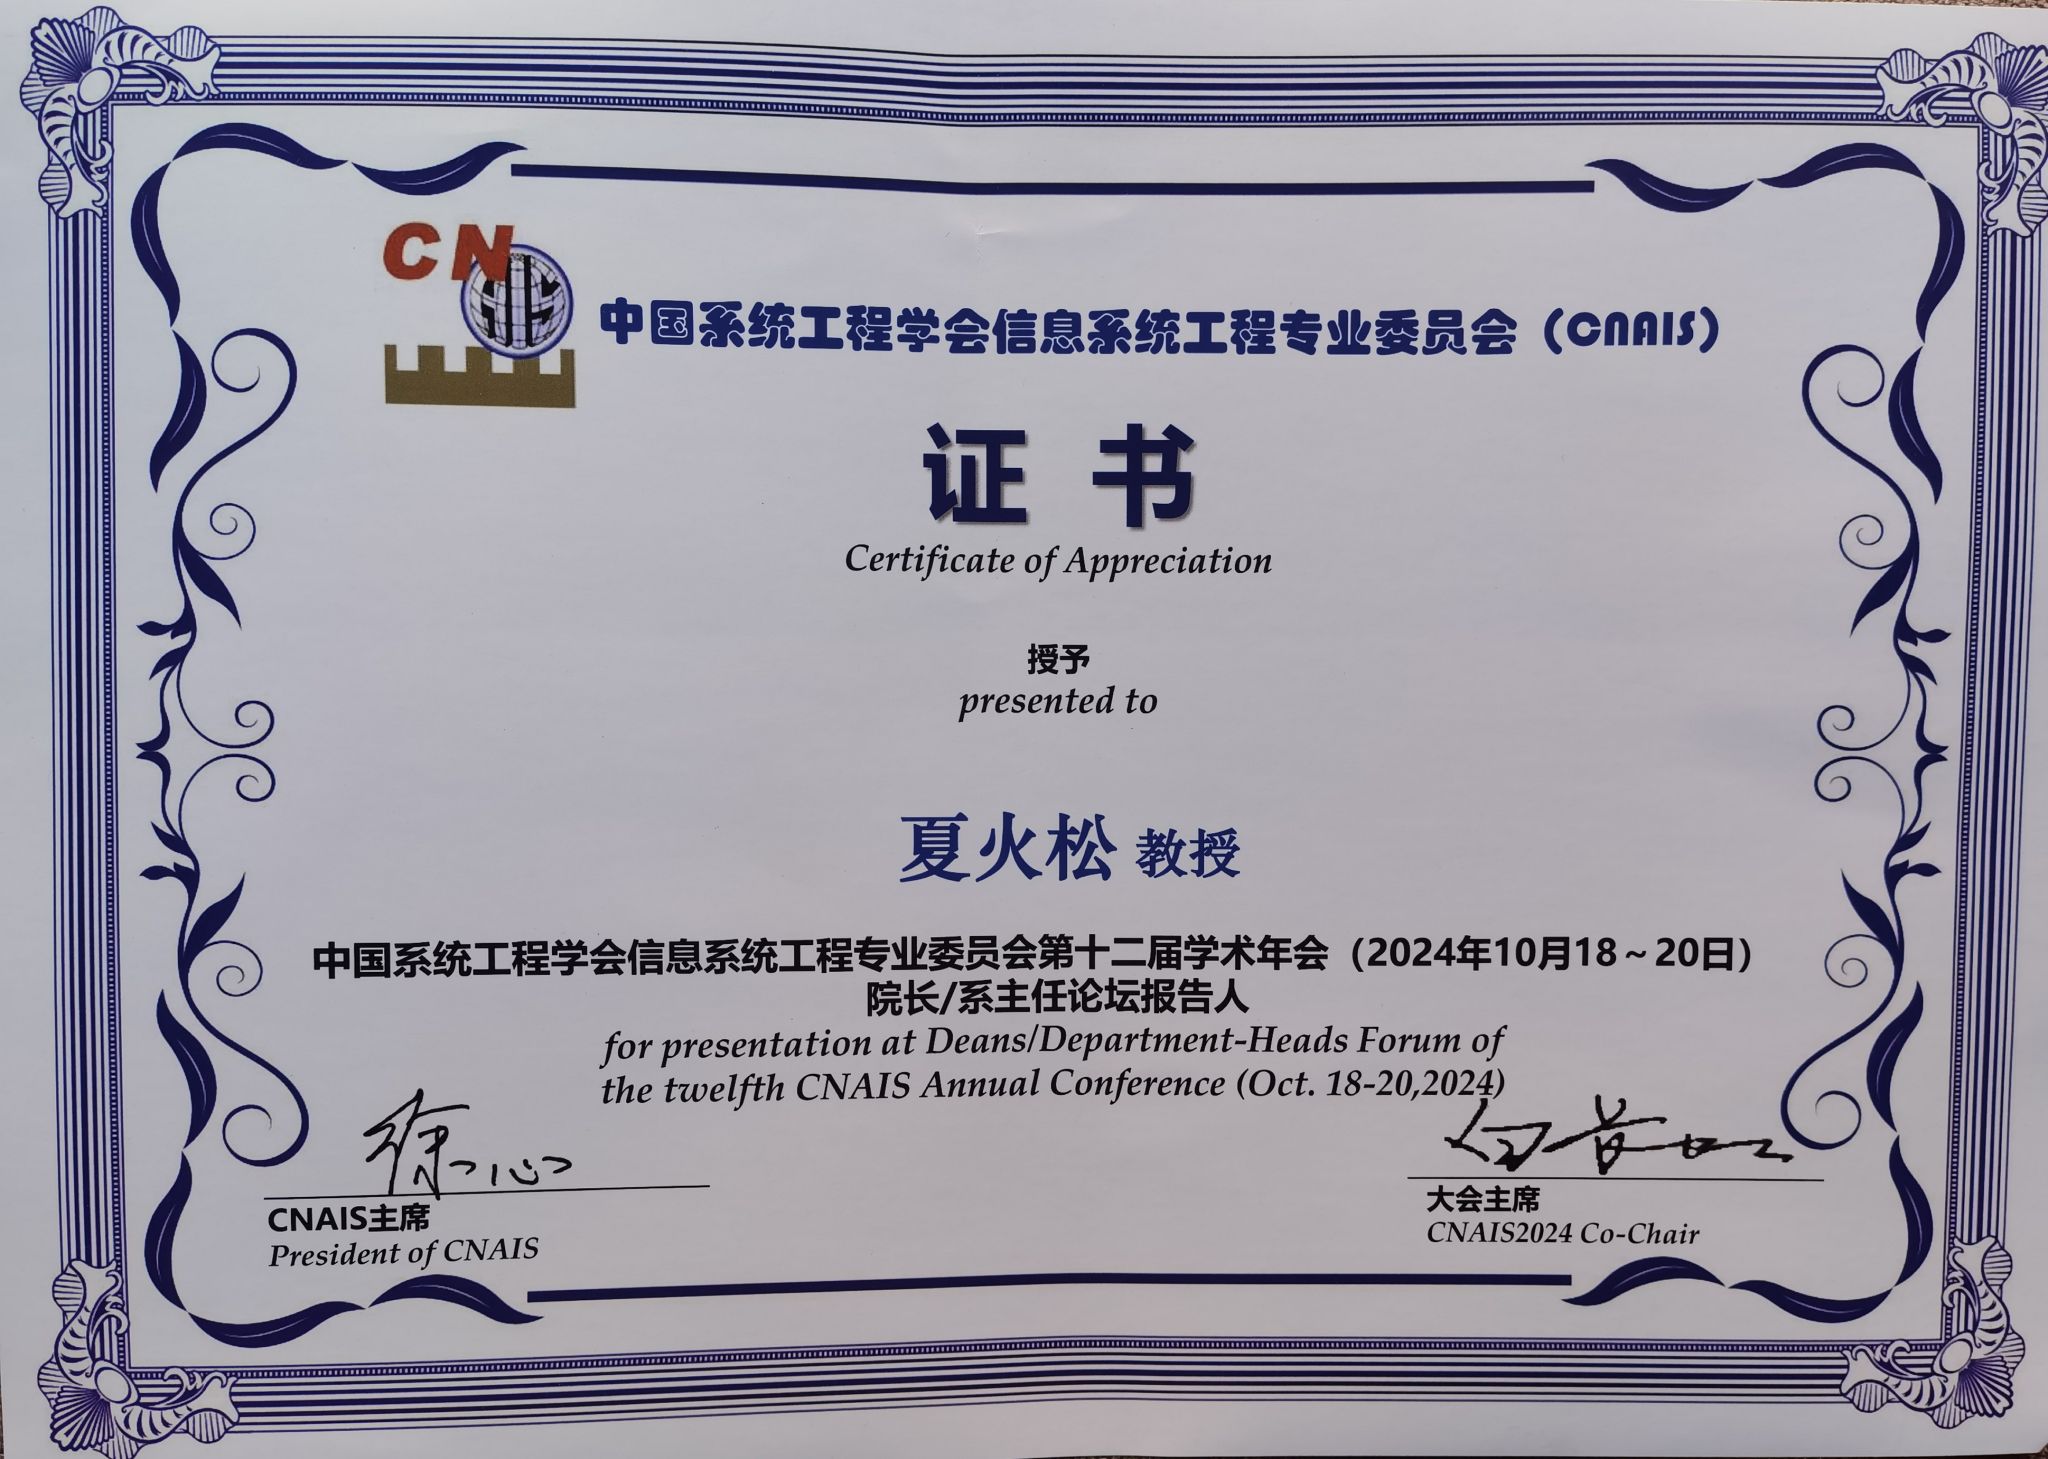 CN
中国系统工程学会信息系统工程专业委员会（CNAIS）
证 书
Certificate of Appreciation
授予
presented to
夏火松 教授
中国系统工程学会信息系统工程专业委员会第十二届学术年会（2024年10月18～20日）
院长/系主任论坛报告人
for presentation at Deans/Department-Heads Forum of
the twelfth CNAIS Annual Conference (Oct. 18-20,2024)
CNAIS主席
President of CNAIS
大会主席
CNAIS2024 Co-Chair